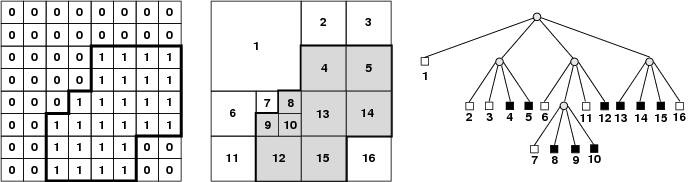 0 0 0 0 0 0 0 0
0 0 0 0 0 0 0 0
0 0 0 0 1 1 1 1
0 0 0 0 1 1 1 1
0 0 0 1 1 1 1 1
0 0 1 1 1 1 1 1
0 0 1 1 1 1 0 0
0 0 1 1 1 1 0 0
2 3
1
4 5
7 8
6 13 14
9 10
11 12 15 16
1
2 3 4 5 6 11 12 13 14 15 16
7 8 9 10